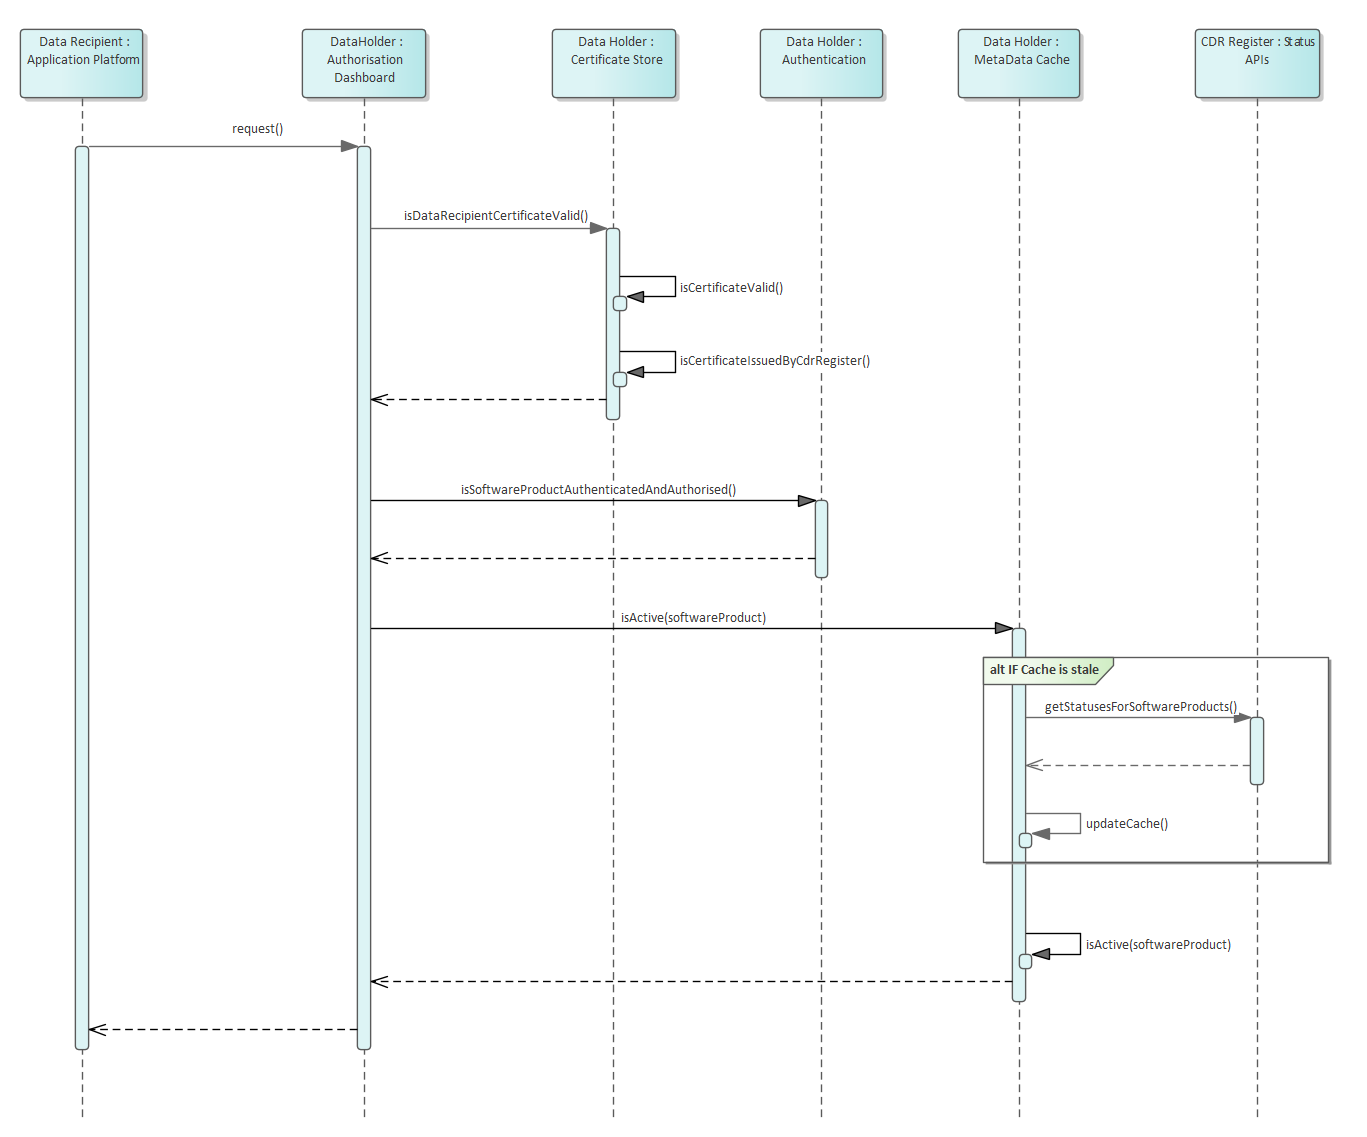 Data Recipient :
Application Platform
DataHolder :
Authorisation
Dashboard
Data Holder :
Certificate Store
Data Holder :
Authentication
Data Holder :
MetaData Cache
CDR Register : Status
APIs
request()
isDataRecipientCertificateValid()
isCertificateValid()
isCertificateIssuedByCdrRegister()
isSoftwareProductAuthenticatedAndAuthorised()
isActive(softwareProduct)
alt IF Cache is stale
getStatusesForSoftwareProducts()
updateCache()
isActive(softwareProduct)